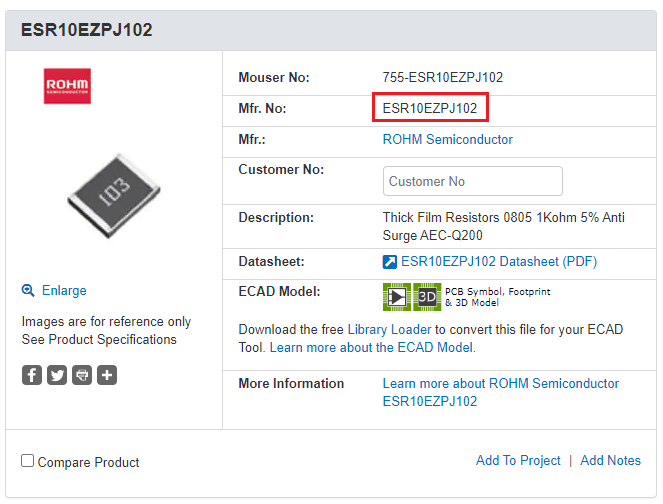 ESR10EZPJ102
ROHM
SEMICONDUCTOR
103
Enlarge
Images are for reference only
See Product Specifications
Mouser No: 755-ESR10EZPJ102
Mfr. No: ESR10EZPJ102
Mfr.: ROHM Semiconductor
Customer No:
Customer No
Description: Thick Film Resistors 0805 1Kohm 5% Anti
Surge AEC-Q200
Datasheet: ESR10EZPJ102 Datasheet (PDF)
ECAD Model: 3D PCB Symbol, Footprint
& 3D Model
Download the free Library Loader to convert this file for your ECAD
Tool. Learn more about the ECAD Model.
More Information Learn more about ROHM Semiconductor
ESR10EZPJ102
Compare Product
Add To Project | Add Notes